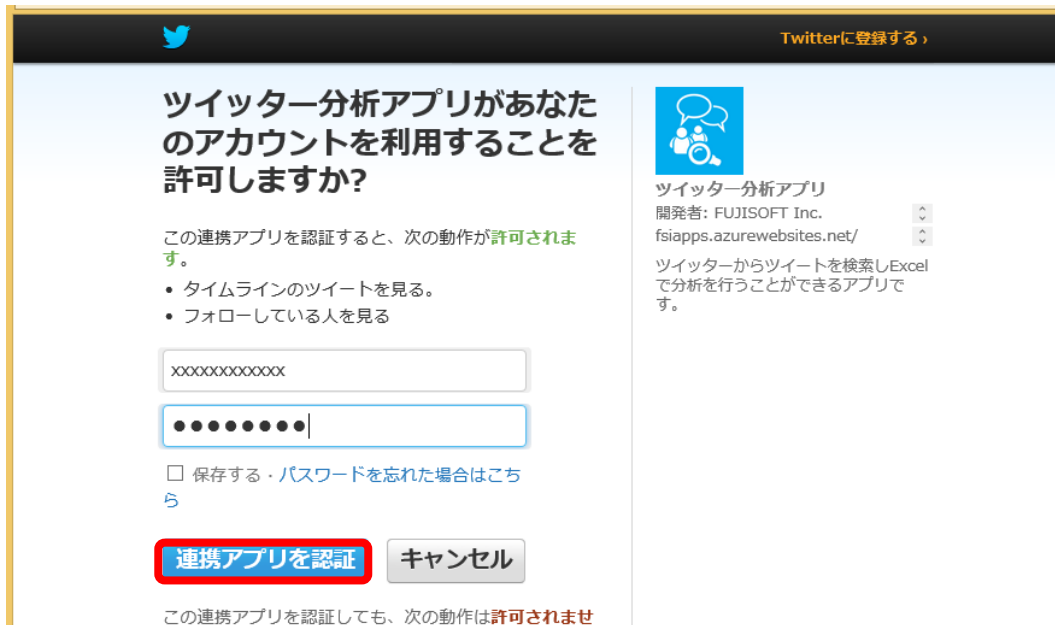 Twitterに登録する ›
ツイッター分析アプリがあなた
のアカウントを利用することを
許可しますか?
この連携アプリを認証すると、次の動作が許可されま
す。
• タイムラインのツイートを見る。
• フォローしている人を見る
xxxxxxxxxxxx
●●●●●●●●
保存する · パスワードを忘れた場合はこち
ら
連携アプリを認証
キャンセル
この連携アプリを認証しても、次の動作は許可されませ
ツイッター分析アプリ
開発者: FUJISOFT Inc.
fsiapps.azurewebsites.net/
ツイッターからツイートを検索しExcel
で分析を行うことができるアプリで
す。